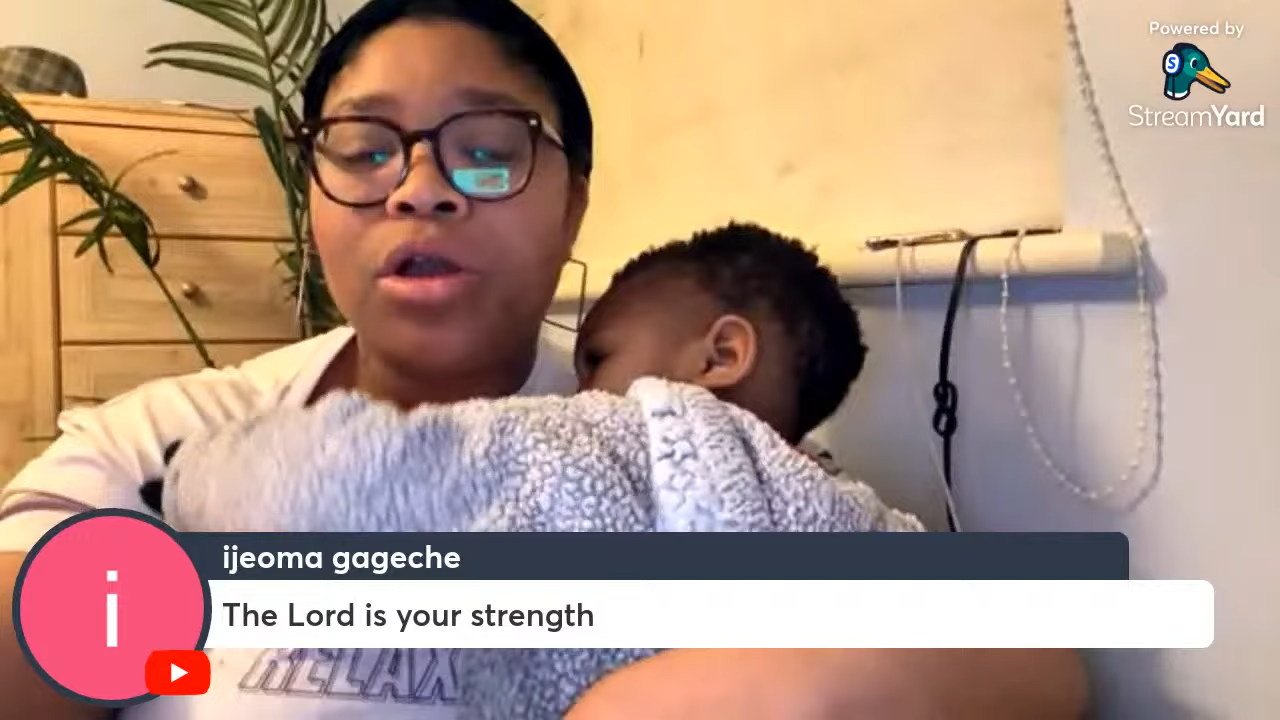 Powered by
StreamYard
ijeoma gageche
The Lord is your strength
RELAX